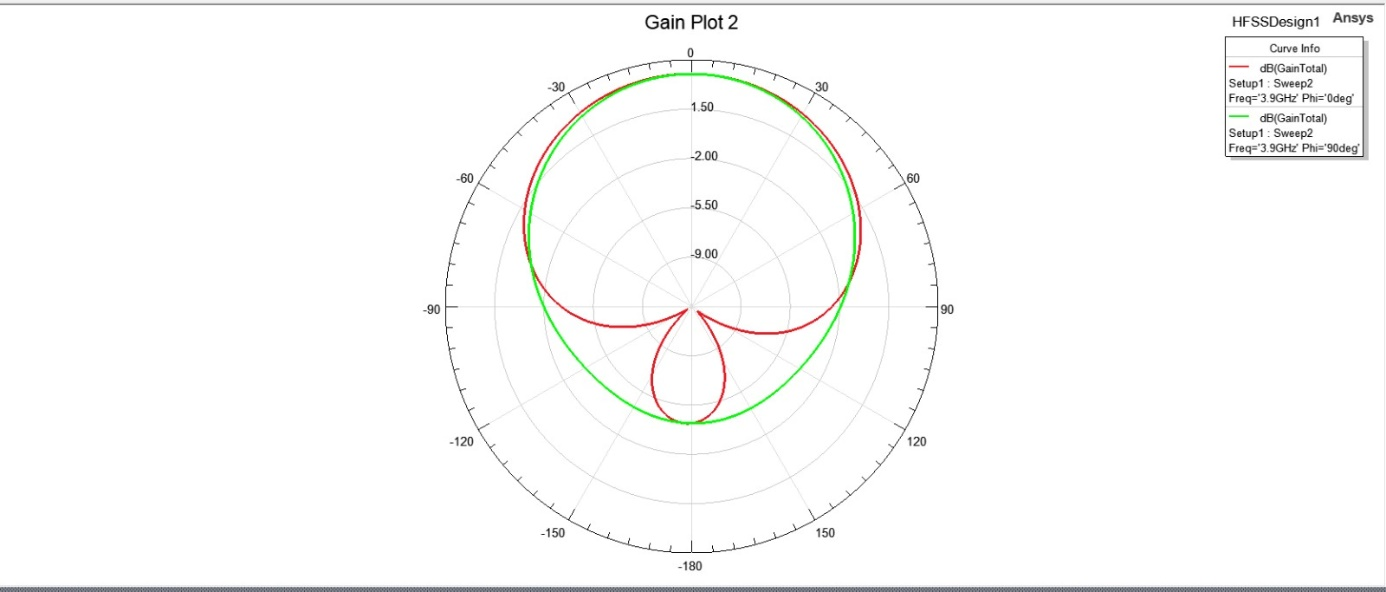 Gain Plot 2
HFSSDesign1 Ansys
Curve Info
dB(GainTotal)
Setup1 : Sweep2
Freq='3.9GHz' Phi='0deg'
dB(GainTotal)
Setup1 : Sweep2
Freq='3.9GHz' Phi='90deg'
0
-30
30
1.50
-2.00
-60
60
-5.50
-9.00
-90
90
-120
120
-150
150
-180